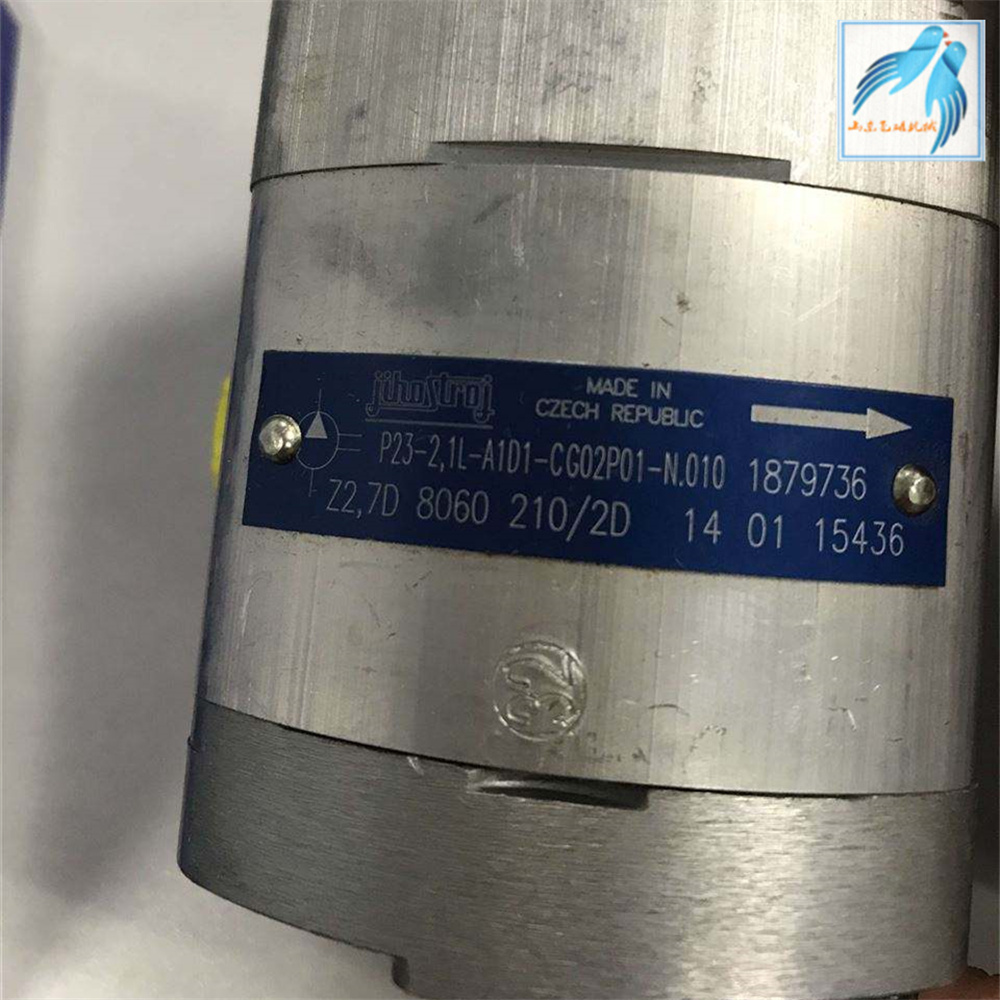 jihostroj
MADE IN
CZECH REPUBLIC
P23-2,1L-A1D1-CG02P01-N.010 1879736
Z2,7D 8060 210/2D 14 01 15436